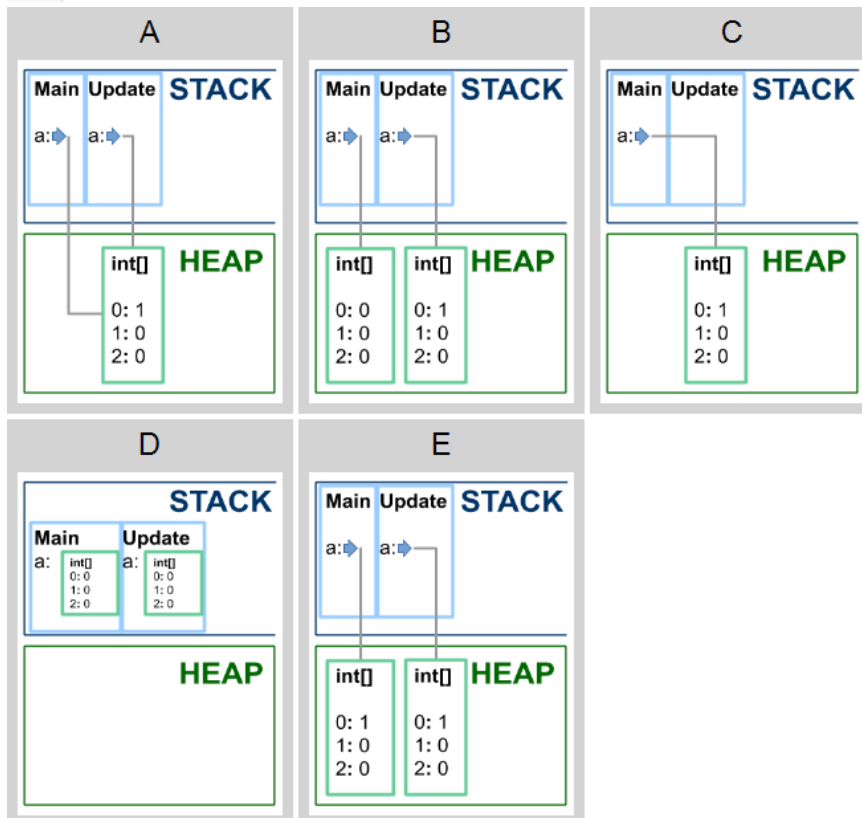 A
Main Update STACK
a: a:
int[] HEAP
0: 1
1: 0
2: 0
B
Main Update STACK
a: a:
int[] int[] HEAP
0: 0 0: 1
1: 0 1: 0
2: 0 2: 0
C
Main Update STACK
a:
int[] HEAP
0: 1
1: 0
2: 0
D
STACK
Main Update
a: int[] a: int[]
0: 0 0: 0
1: 0 1: 0
2: 0 2: 0
HEAP
E
Main Update STACK
a: a:
int[] int[] HEAP
0: 1 0: 1
1: 0 1: 0
2: 0 2: 0